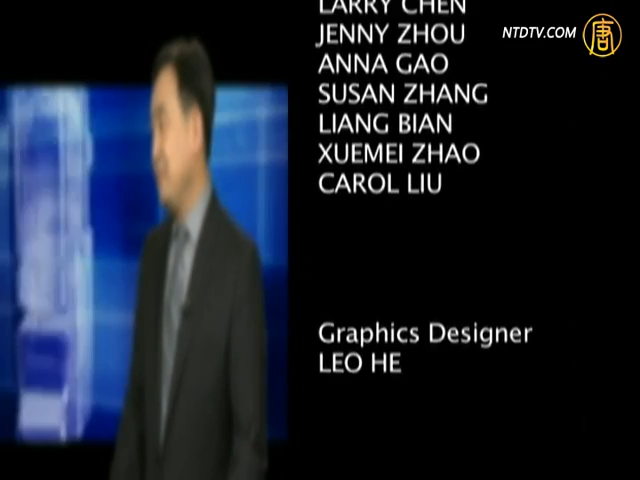 LARRY CHEN
JENNY ZHOU
NTDTV.COM
唐
ANNA GAO
SUSAN ZHANG
LIANG BIAN
XUEMEI ZHAO
CAROL LIU
Graphics Designer
LEO HE